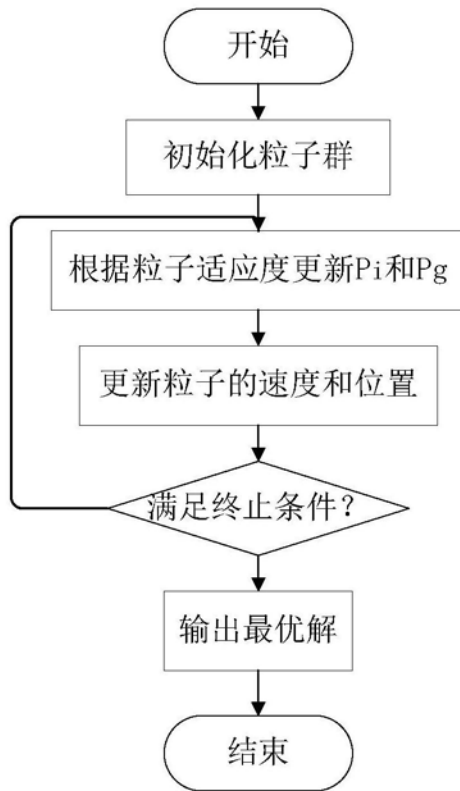 开始
初始化粒子群
根据粒子适应度更新Pi和Pg
更新粒子的速度和位置
满足终止条件？
输出最优解
结束